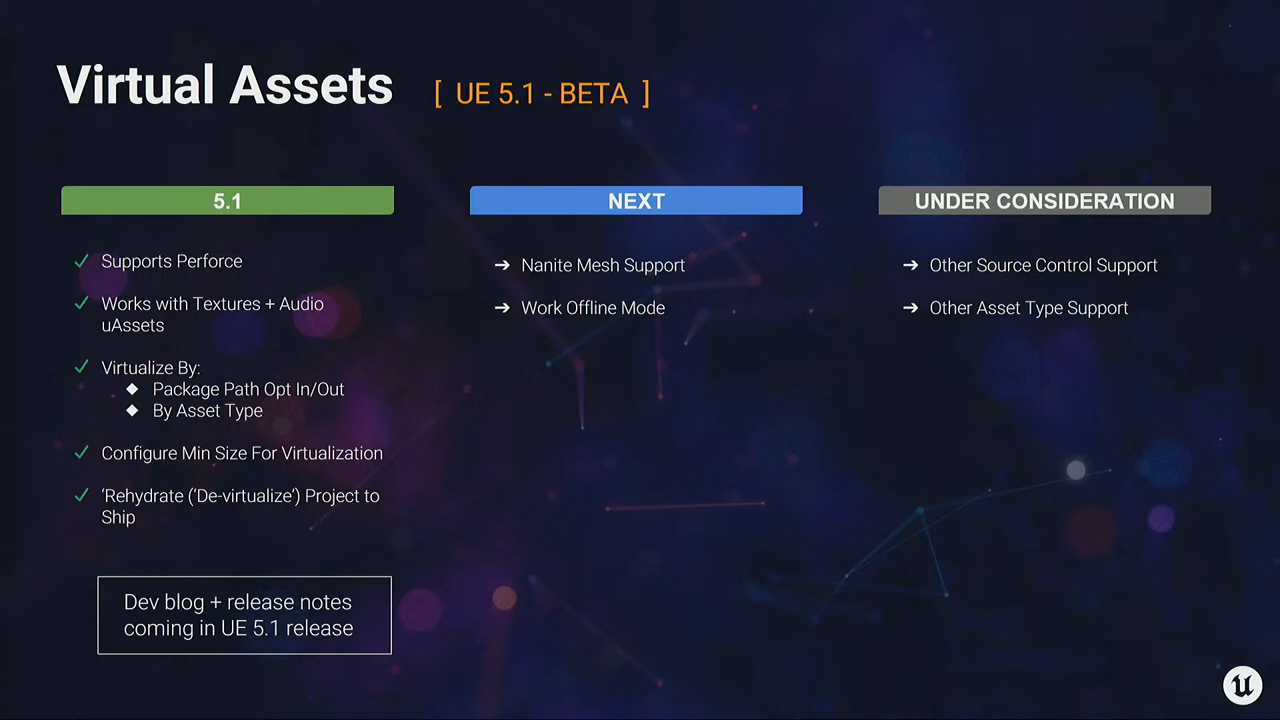 Virtual Assets [ UE 5.1 - BETA ]
5.1
✓ Supports Perforce
✓ Works with Textures + Audio
uAssets
✓ Virtualize By:
◆ Package Path Opt In/Out
◆ By Asset Type
✓ Configure Min Size For Virtualization
✓ ‘Rehydrate (‘De-virtualize’) Project to
Ship
Dev blog + release notes
coming in UE 5.1 release
NEXT
➔ Nanite Mesh Support
➔ Work Offline Mode
UNDER CONSIDERATION
➔ Other Source Control Support
➔ Other Asset Type Support